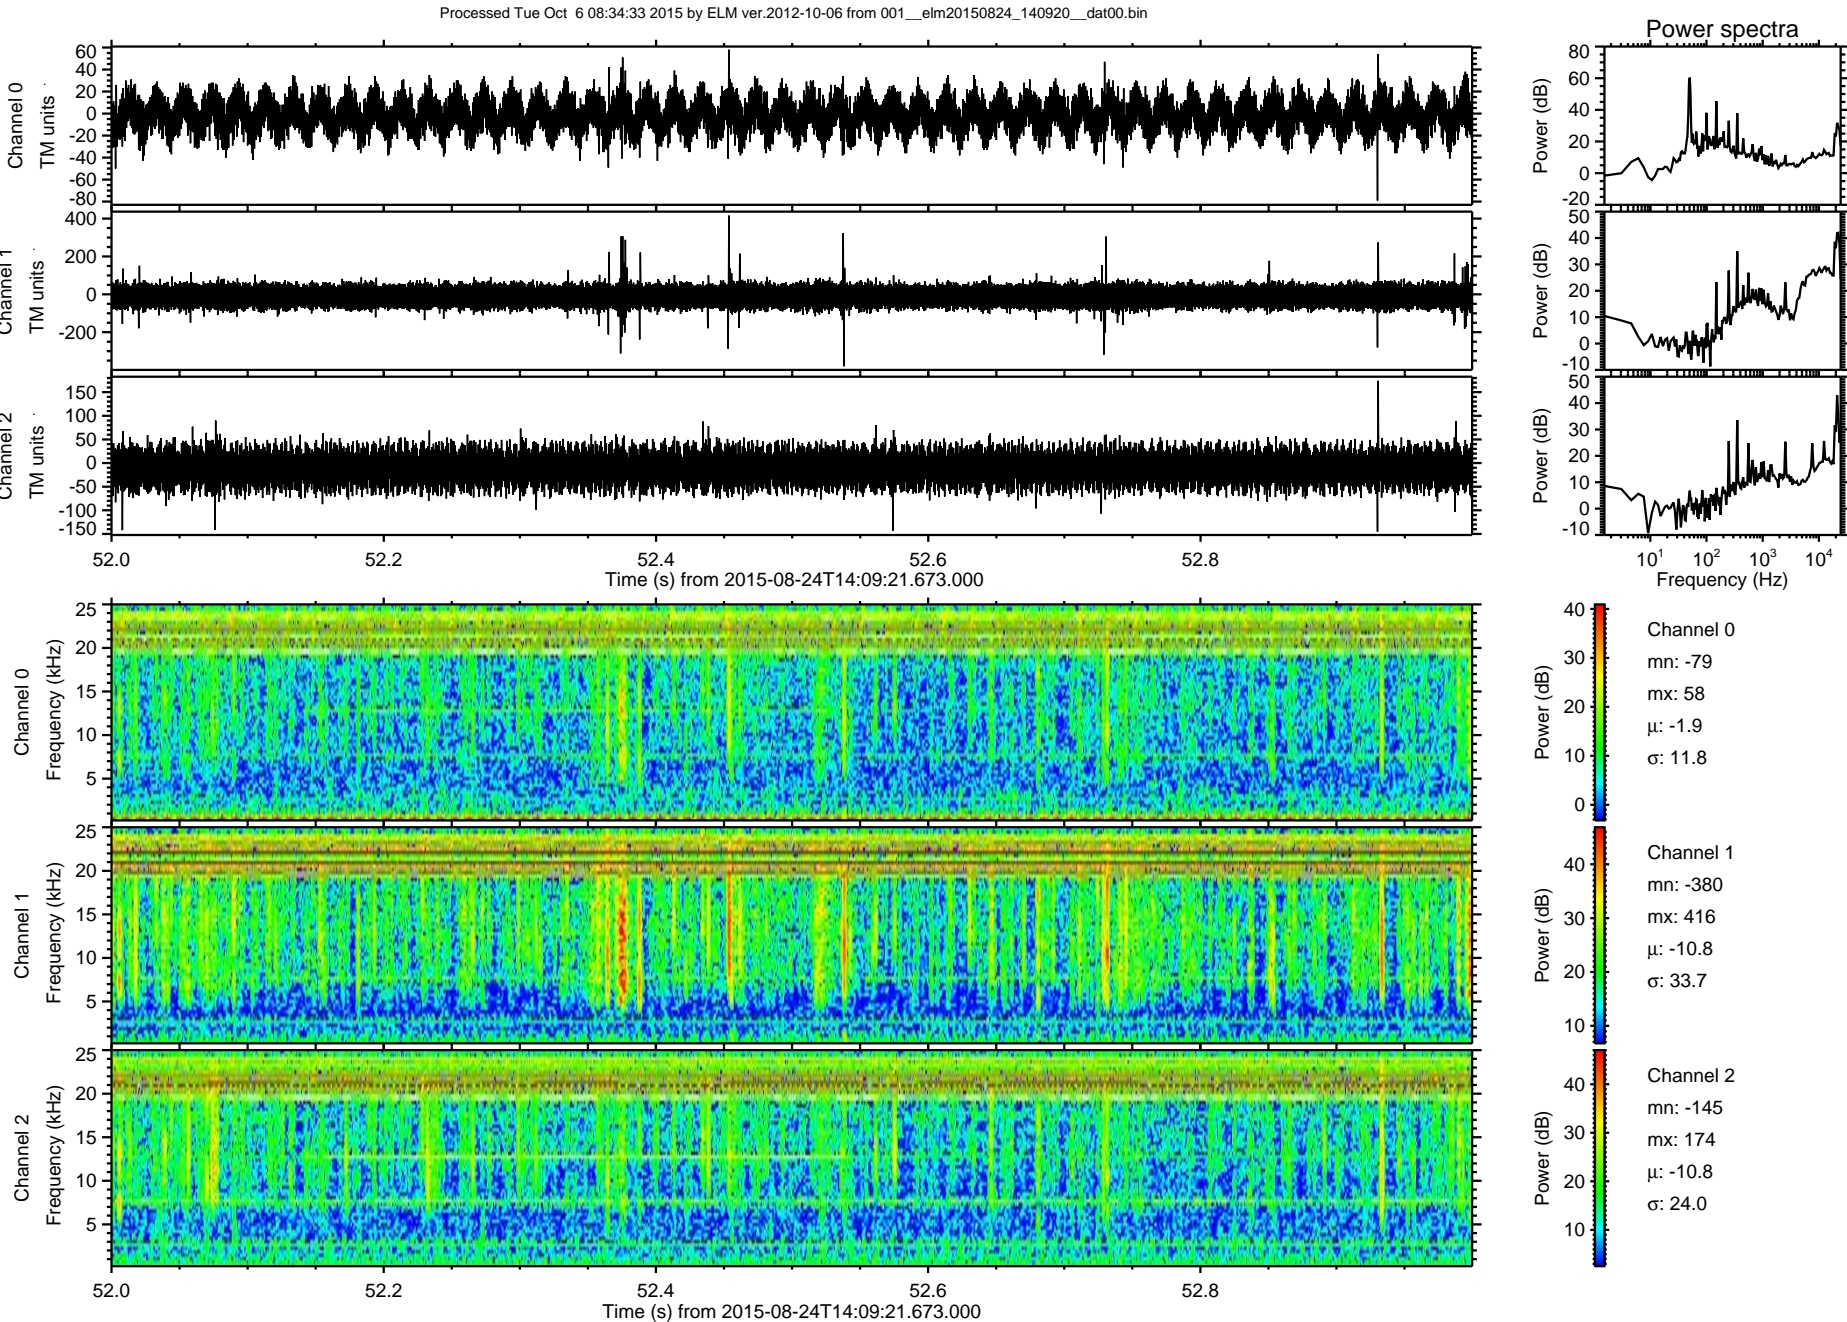 Processed Tue Oct  6 08:34:33 2015 by ELM ver.2012-10-06 from 001__elm20150824_140920__dat00.bin
Power spectra
Channel 0
TM units
60
40
20
0
-20
-40
-60
-80
Power (dB)
80
60
40
20
0
-20
Channel 1
TM units
400
200
0
-200
Power (dB)
50
40
30
20
10
0
-10
Channel 2
TM units
150
100
50
0
-50
-100
-150
Power (dB)
50
40
30
20
10
0
-10
52.0 52.2 52.4 52.6 52.8
Time (s) from 2015-08-24T14:09:21.673.000
10¹ 10² 10³ 10⁴
Frequency (Hz)
Channel 0
Frequency (kHz)
25
20
15
10
5
Power (dB)
40
30
20
10
0
Channel 0
mn: -79
mx: 58
μ: -1.9
σ: 11.8
Channel 1
Frequency (kHz)
25
20
15
10
5
Power (dB)
40
30
20
10
Channel 1
mn: -380
mx: 416
μ: -10.8
σ: 33.7
Channel 2
Frequency (kHz)
25
20
15
10
5
Power (dB)
40
30
20
10
Channel 2
mn: -145
mx: 174
μ: -10.8
σ: 24.0
52.0 52.2 52.4 52.6 52.8
Time (s) from 2015-08-24T14:09:21.673.000